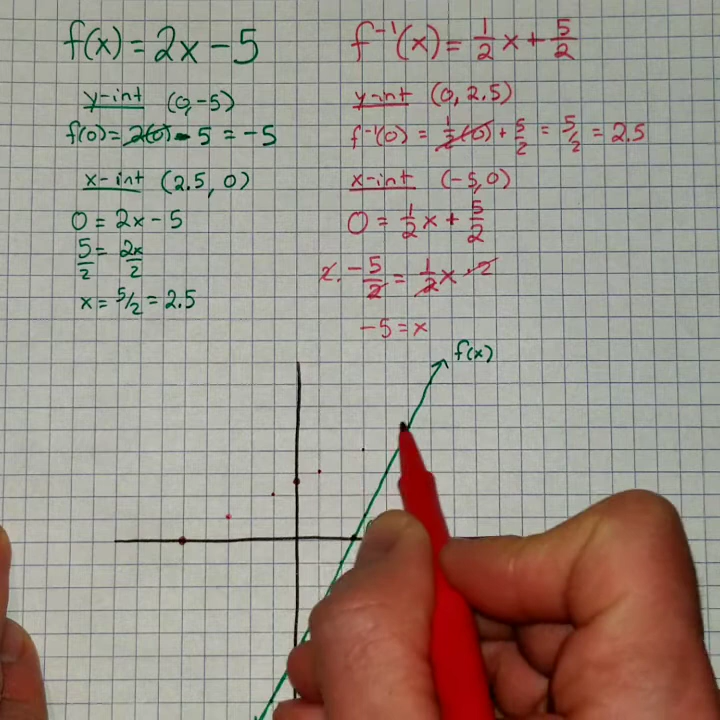 f(x) = 2x - 5
y-int (0, -5)
f(0) = 2(0) - 5 = -5
x-int (2.5, 0)
0 = 2x - 5
5/2 = 2x/2
x = 5/2 = 2.5
f⁻¹(x) = 1/2 x + 5/2
y-int (0, 2.5)
f⁻¹(0) = 1/2(0) + 5/2 = 5/2 = 2.5
x-int (-5, 0)
0 = 1/2 x + 5/2
2 · -5/2 = 1/2 x · 2
-5 = x
f(x)